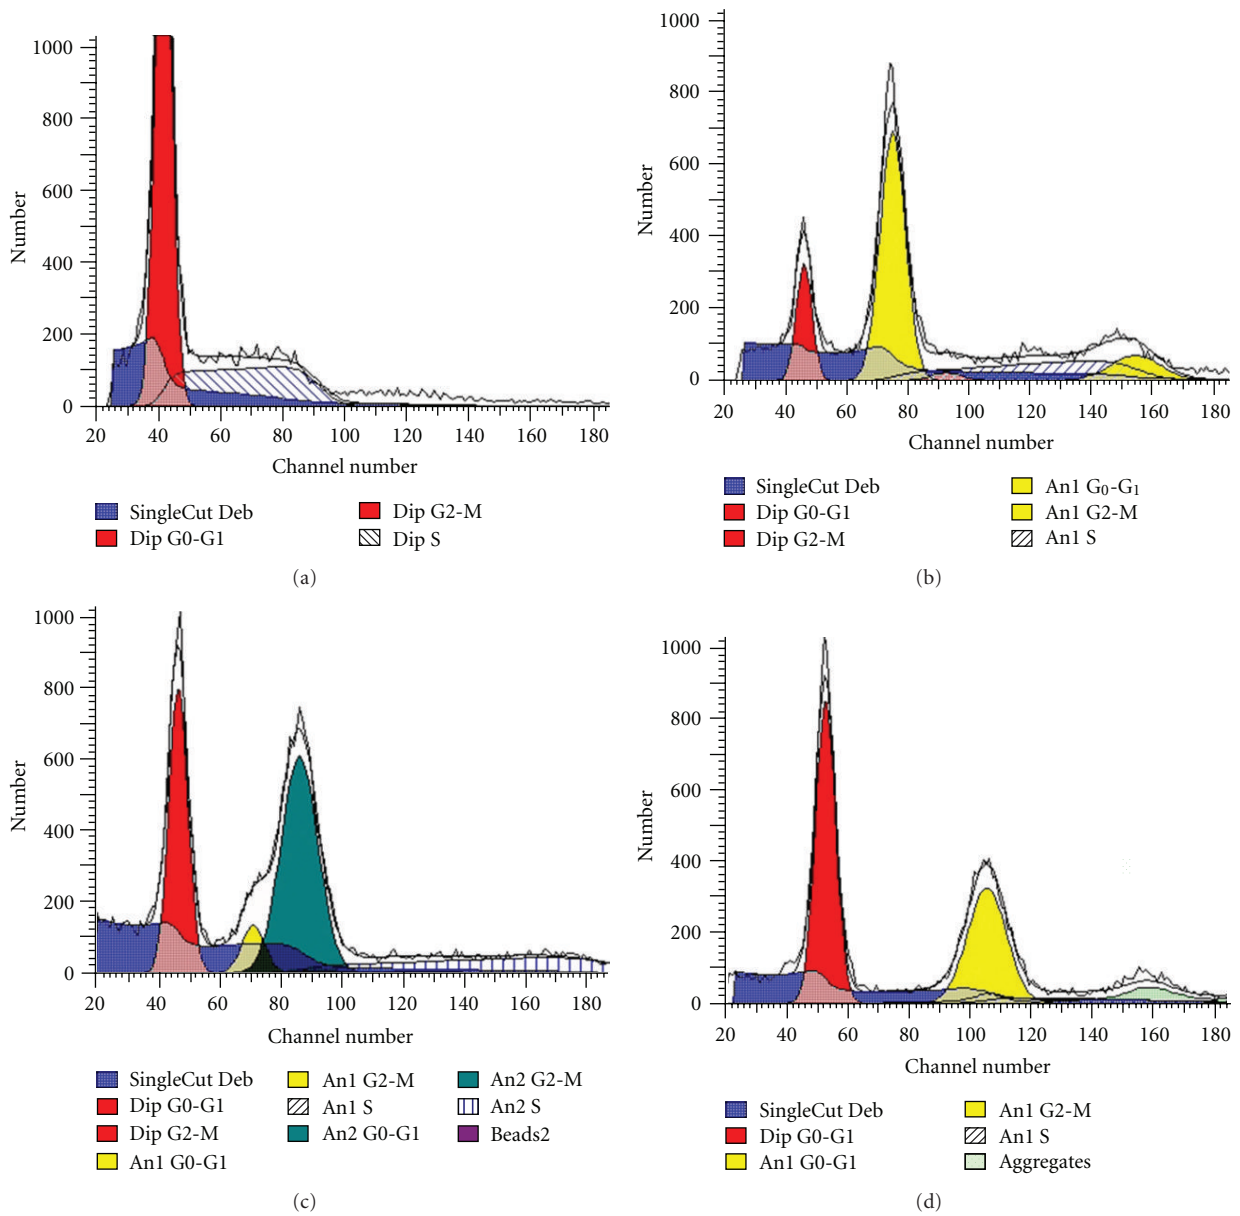 1000
800
600
400
200
0
Number
20 40 60 80 100 120 140 160 180
Channel number
SingleCut Deb
Dip G0-G1
Dip G2-M
Dip S
(a)
1000
800
600
400
200
0
Number
20 40 60 80 100 120 140 160 180
Channel number
SingleCut Deb
Dip G0-G1
Dip G2-M
An1 G₀-G₁
An1 G2-M
An1 S
(b)
1000
800
600
400
200
0
Number
20 40 60 80 100 120 140 160 180
Channel number
SingleCut Deb
Dip G0-G1
Dip G2-M
An1 G0-G1
An1 G2-M
An1 S
An2 G0-G1
An2 G2-M
An2 S
Beads2
(c)
1000
800
600
400
200
0
Number
20 40 60 80 100 120 140 160 180
Channel number
SingleCut Deb
Dip G0-G1
An1 G0-G1
An1 G2-M
An1 S
Aggregates
(d)